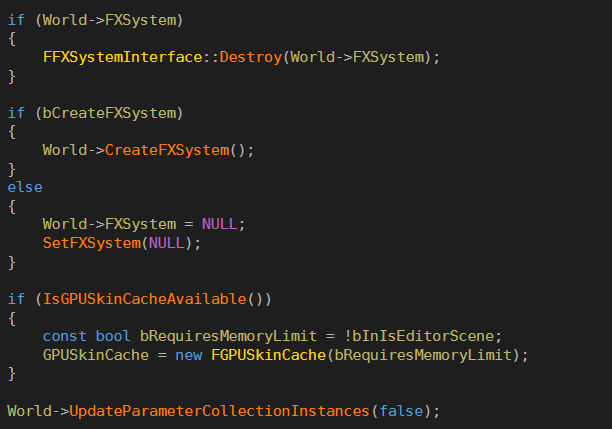 if (World->FXSystem)
{
    FFXSystemInterface::Destroy(World->FXSystem);
}

if (bCreateFXSystem)
{
    World->CreateFXSystem();
}
else
{
    World->FXSystem = NULL;
    SetFXSystem(NULL);
}

if (IsGPUSkinCacheAvailable())
{
    const bool bRequiresMemoryLimit = !bInIsEditorScene;
    GPUSkinCache = new FGPUSkinCache(bRequiresMemoryLimit);
}

World->UpdateParameterCollectionInstances(false);